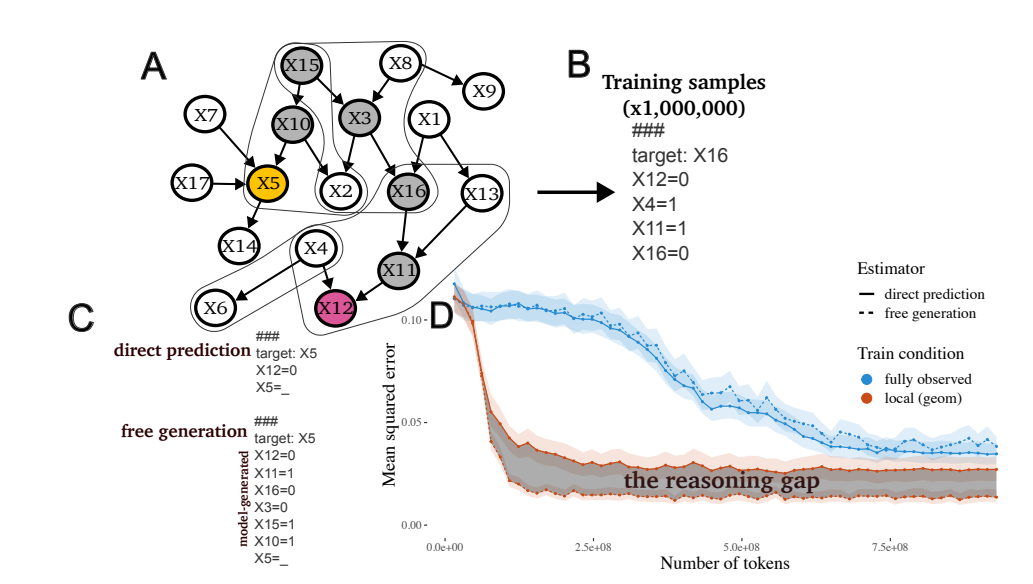 A
X15
X8
X9
X7
X10
X3
X1
X17
X5
X2
X16
X13
X14
X4
X11
X6
X12
B
Training samples
(x1,000,000)
###
target: X16
X12=0
X4=1
X11=1
X16=0
C
direct prediction
###
target: X5
X12=0
X5=_
free generation
model-generated
###
target: X5
X12=0
X11=1
X16=0
X3=0
X15=1
X10=1
X5=_
D
Mean squared error
0.10
0.05
0.00
0.0e+00
2.5e+08
5.0e+08
7.5e+08
Number of tokens
the reasoning gap
Estimator
direct prediction
free generation
Train condition
fully observed
local (geom)